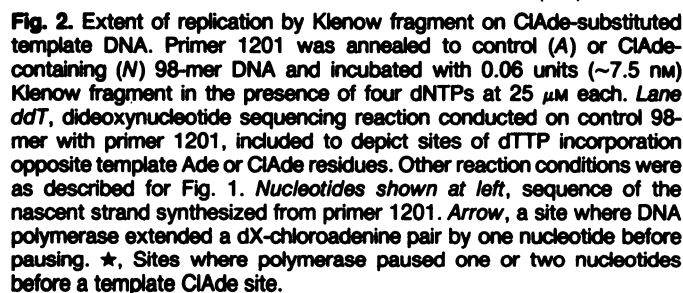 Fig. 2. Extent of replication by Klenow fragment on ClAde-substituted
template DNA. Primer 1201 was annealed to control (A) or ClAde-
containing (N) 98-mer DNA and incubated with 0.06 units (~7.5 nM)
Klenow fragment in the presence of four dNTPs at 25 μM each. Lane
ddT, dideoxynucleotide sequencing reaction conducted on control 98-
mer with primer 1201, included to depict sites of dTTP incorporation
opposite template Ade or ClAde residues. Other reaction conditions were
as described for Fig. 1. Nucleotides shown at left, sequence of the
nascent strand synthesized from primer 1201. Arrow, a site where DNA
polymerase extended a dX-chloroadenine pair by one nucleotide before
pausing. ★, Sites where polymerase paused one or two nucleotides
before a template ClAde site.